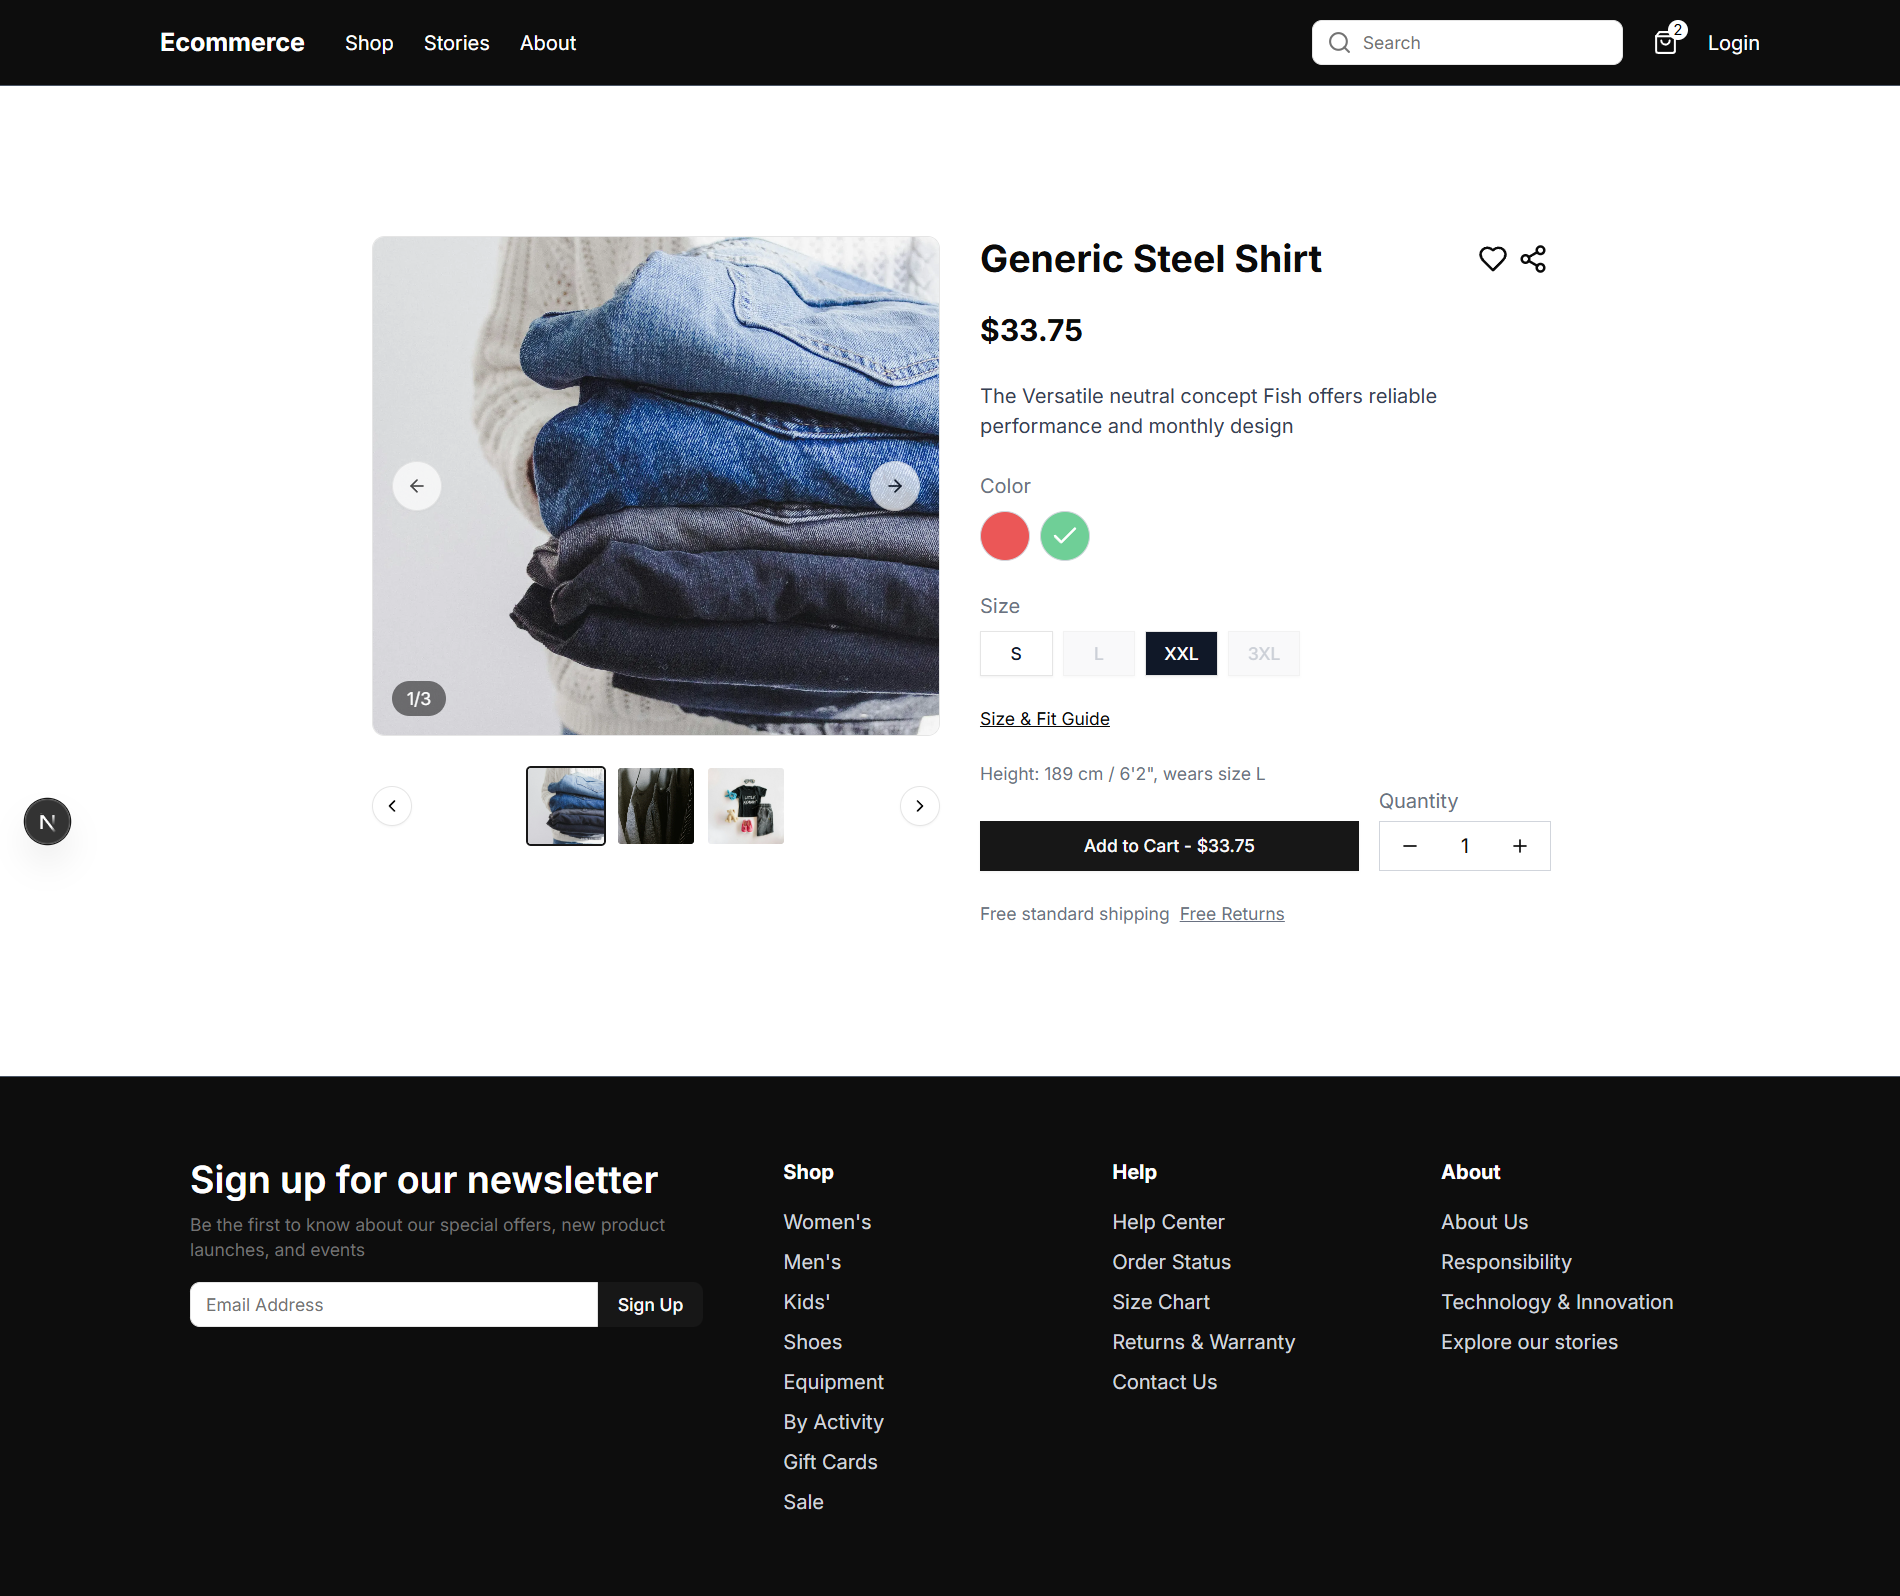 Ecommerce
Shop
Stories
About
Search
2
Login
Generic Steel Shirt
$33.75
The Versatile neutral concept Fish offers reliable
performance and monthly design
Color
Size
S
L
XXL
3XL
1/3
Size & Fit Guide
Height: 189 cm / 6'2", wears size L
Quantity
Add to Cart - $33.75
1
Free standard shipping Free Returns
N
Sign up for our newsletter
Be the first to know about our special offers, new product
launches, and events
Email Address
Sign Up
Shop
Women's
Men's
Kids'
Shoes
Equipment
By Activity
Gift Cards
Sale
Help
Help Center
Order Status
Size Chart
Returns & Warranty
Contact Us
About
About Us
Responsibility
Technology & Innovation
Explore our stories